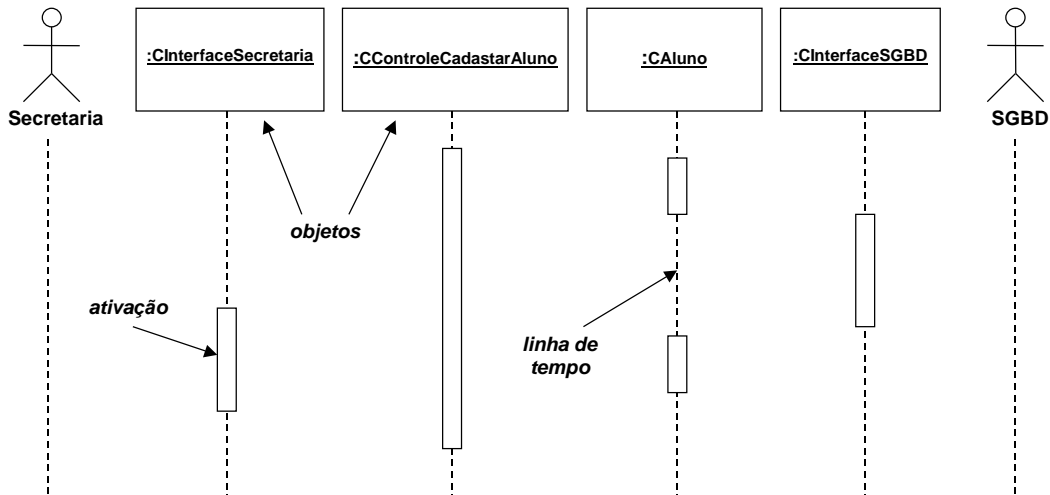 :CInterfaceSecretaria
:CControleCadastarAluno
:CAluno
:CInterfaceSGBD
Secretaria
SGBD
objetos
ativação
linha de
tempo